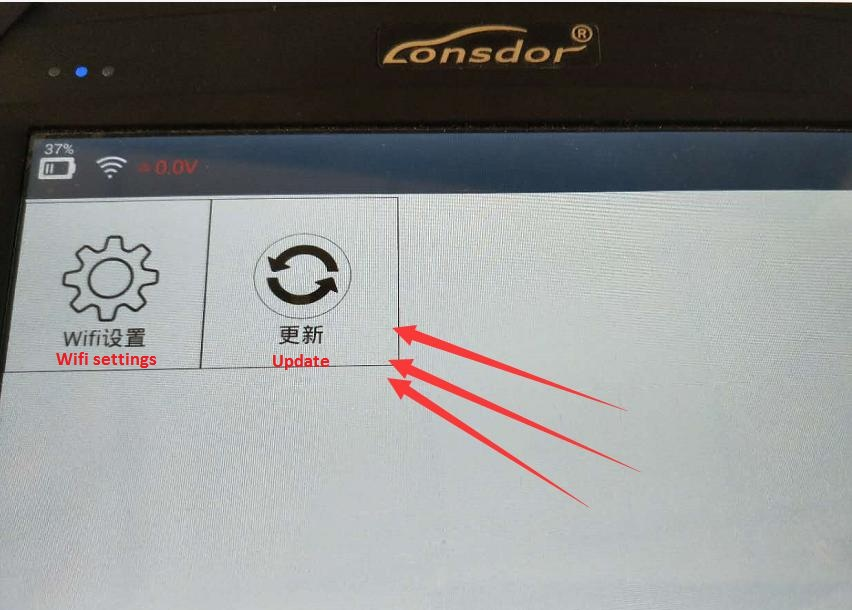 Lonsdor®
37%
0.0V
Wifi设置
更新
Wifi settings
Update